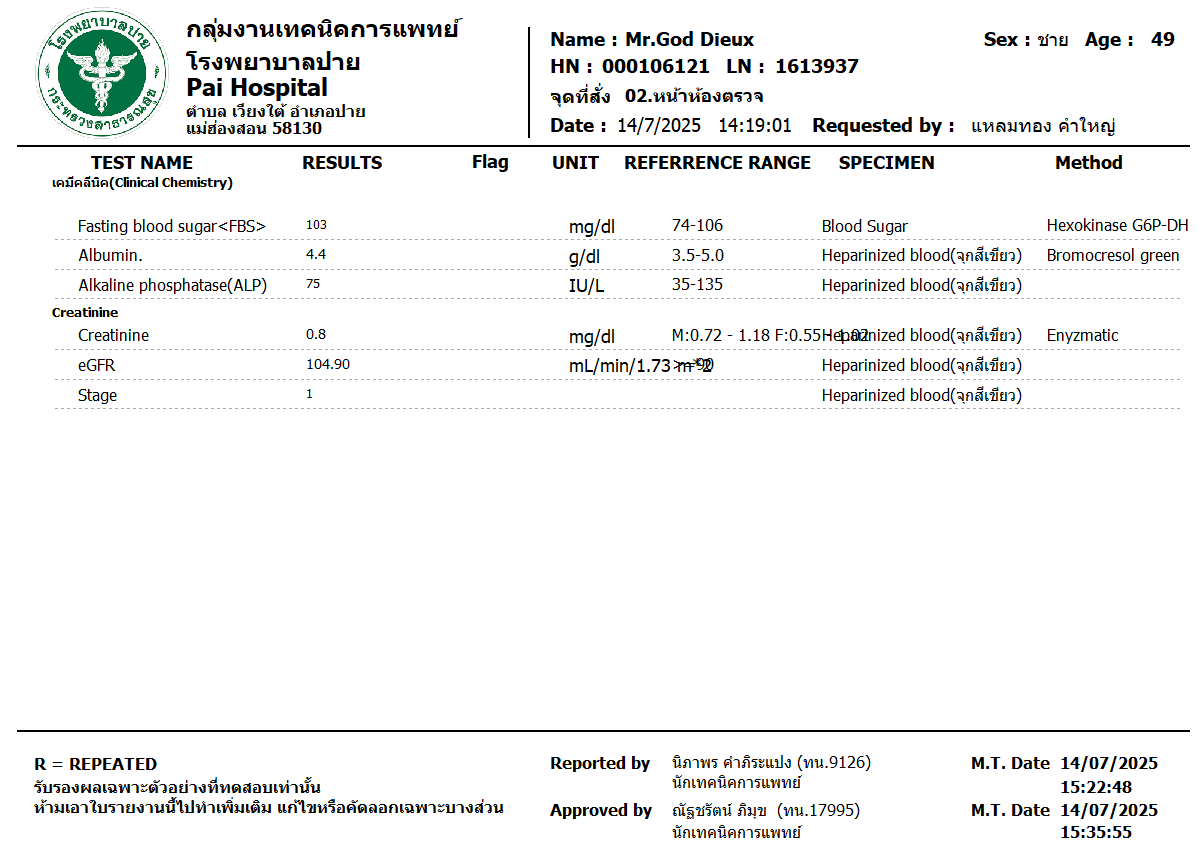 โรงพยาบาลปาย
กระทรวงสาธารณสุข
กลุ่มงานเทคนิคการแพทย์
โรงพยาบาลปาย
Pai Hospital
ตำบล เวียงใต้ อำเภอปาย
แม่ฮ่องสอน 58130
Name : Mr.God Dieux Sex : ชาย Age : 49
HN : 000106121 LN : 1613937
จุดที่สั่ง 02.หน้าห้องตรวจ
Date : 14/7/2025 14:19:01 Requested by : แหลมทอง คำใหญ่
TEST NAME RESULTS Flag UNIT REFERRENCE RANGE SPECIMEN Method
เคมีคลีนิค(Clinical Chemistry)
Fasting blood sugar<FBS> 103 mg/dl 74-106 Blood Sugar Hexokinase G6P-DH
Albumin. 4.4 g/dl 3.5-5.0 Heparinized blood(จุกสีเขียว) Bromocresol green
Alkaline phosphatase(ALP) 75 IU/L 35-135 Heparinized blood(จุกสีเขียว)
Creatinine
Creatinine 0.8 mg/dl M:0.72 - 1.18 F:0.55 - 1.02 Heparinized blood(จุกสีเขียว) Enyzmatic
eGFR 104.90 mL/min/1.73 m^2 >=90 Heparinized blood(จุกสีเขียว)
Stage 1 Heparinized blood(จุกสีเขียว)
R = REPEATED
รับรองผลเฉพาะตัวอย่างที่ทดสอบเท่านั้น
ห้ามเอาใบรายงานนี้ไปทำเพิ่มเติม แก้ไขหรือคัดลอกเฉพาะบางส่วน
Reported by นิภาพร คำภิระแปง (ทน.9126) M.T. Date 14/07/2025
นักเทคนิคการแพทย์ 15:22:48
Approved by ณัฐชรัตน์ ภิมุข (ทน.17995) M.T. Date 14/07/2025
นักเทคนิคการแพทย์ 15:35:55